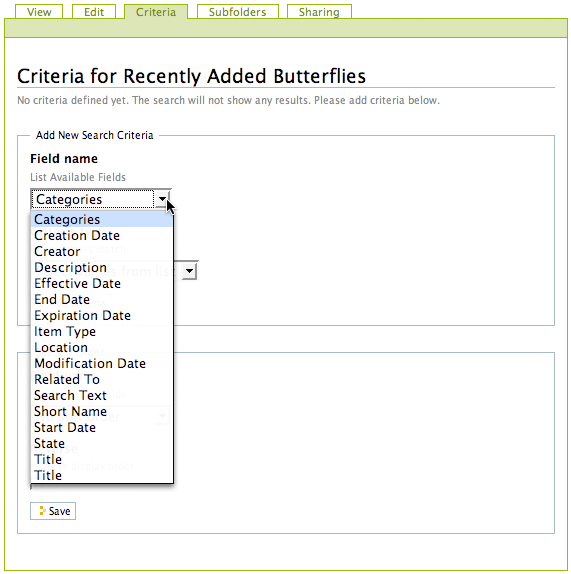 View Edit Criteria Subfolders Sharing
Criteria for Recently Added Butterflies
No criteria defined yet. The search will not show any results. Please add criteria below.
Add New Search Criteria
Field name
List Available Fields
Categories
Categories
Creation Date
Creator
Description
Effective Date
End Date
Expiration Date
Item Type
Location
Modification Date
Related To
Search Text
Short Name
Start Date
State
Title
Title
Save